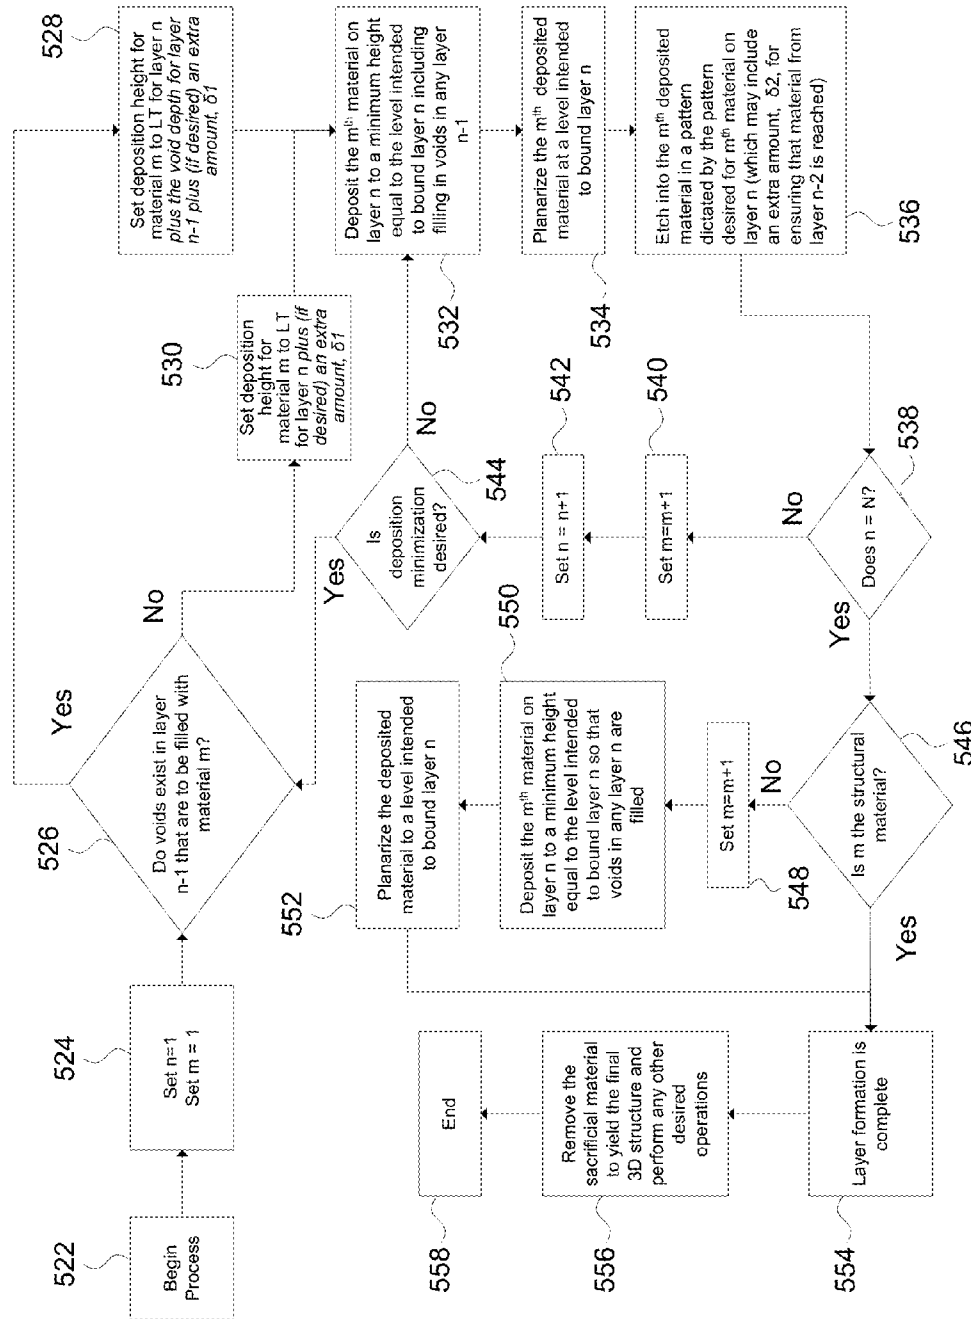 522
Begin
Process
524
Set n=1
Set m = 1
526
Do voids exist in layer
n-1 that are to be filled with
material m?
Yes
No
528
Set deposition height for
material m to LT for layer n
plus the void depth for layer
n-1 plus (if desired) an extra
amount, δ1
530
Set deposition
height for
material m to LT
for layer n plus (if
desired) an extra
amount, δ1
532
Deposit the mth material on
layer n to a minimum height
equal to the level intended
to bound layer n including
filling in voids in any layer
n-1
534
Planarize the mth deposited
material at a level intended
to bound layer n
536
Etch into the mth deposited
material in a pattern
dictated by the pattern
desired for mth material on
layer n (which may include
an extra amount, δ2, for
ensuring that material from
layer n-2 is reached)
538
Does n = N?
No
Yes
540
Set m=m+1
542
Set n = n+1
544
Is
deposition
minimization
desired?
Yes
No
546
Is m the structural
material?
No
Yes
548
Set m=m+1
550
Deposit the mth material on
layer n to a minimum height
equal to the level intended
to bound layer n so that
voids in any layer n are
filled
552
Planarize the deposited
material to a level intended
to bound layer n
554
Layer formation is
complete
556
Remove the
sacrificial material
to yield the final
3D structure and
perform any other
desired
operations
558
End